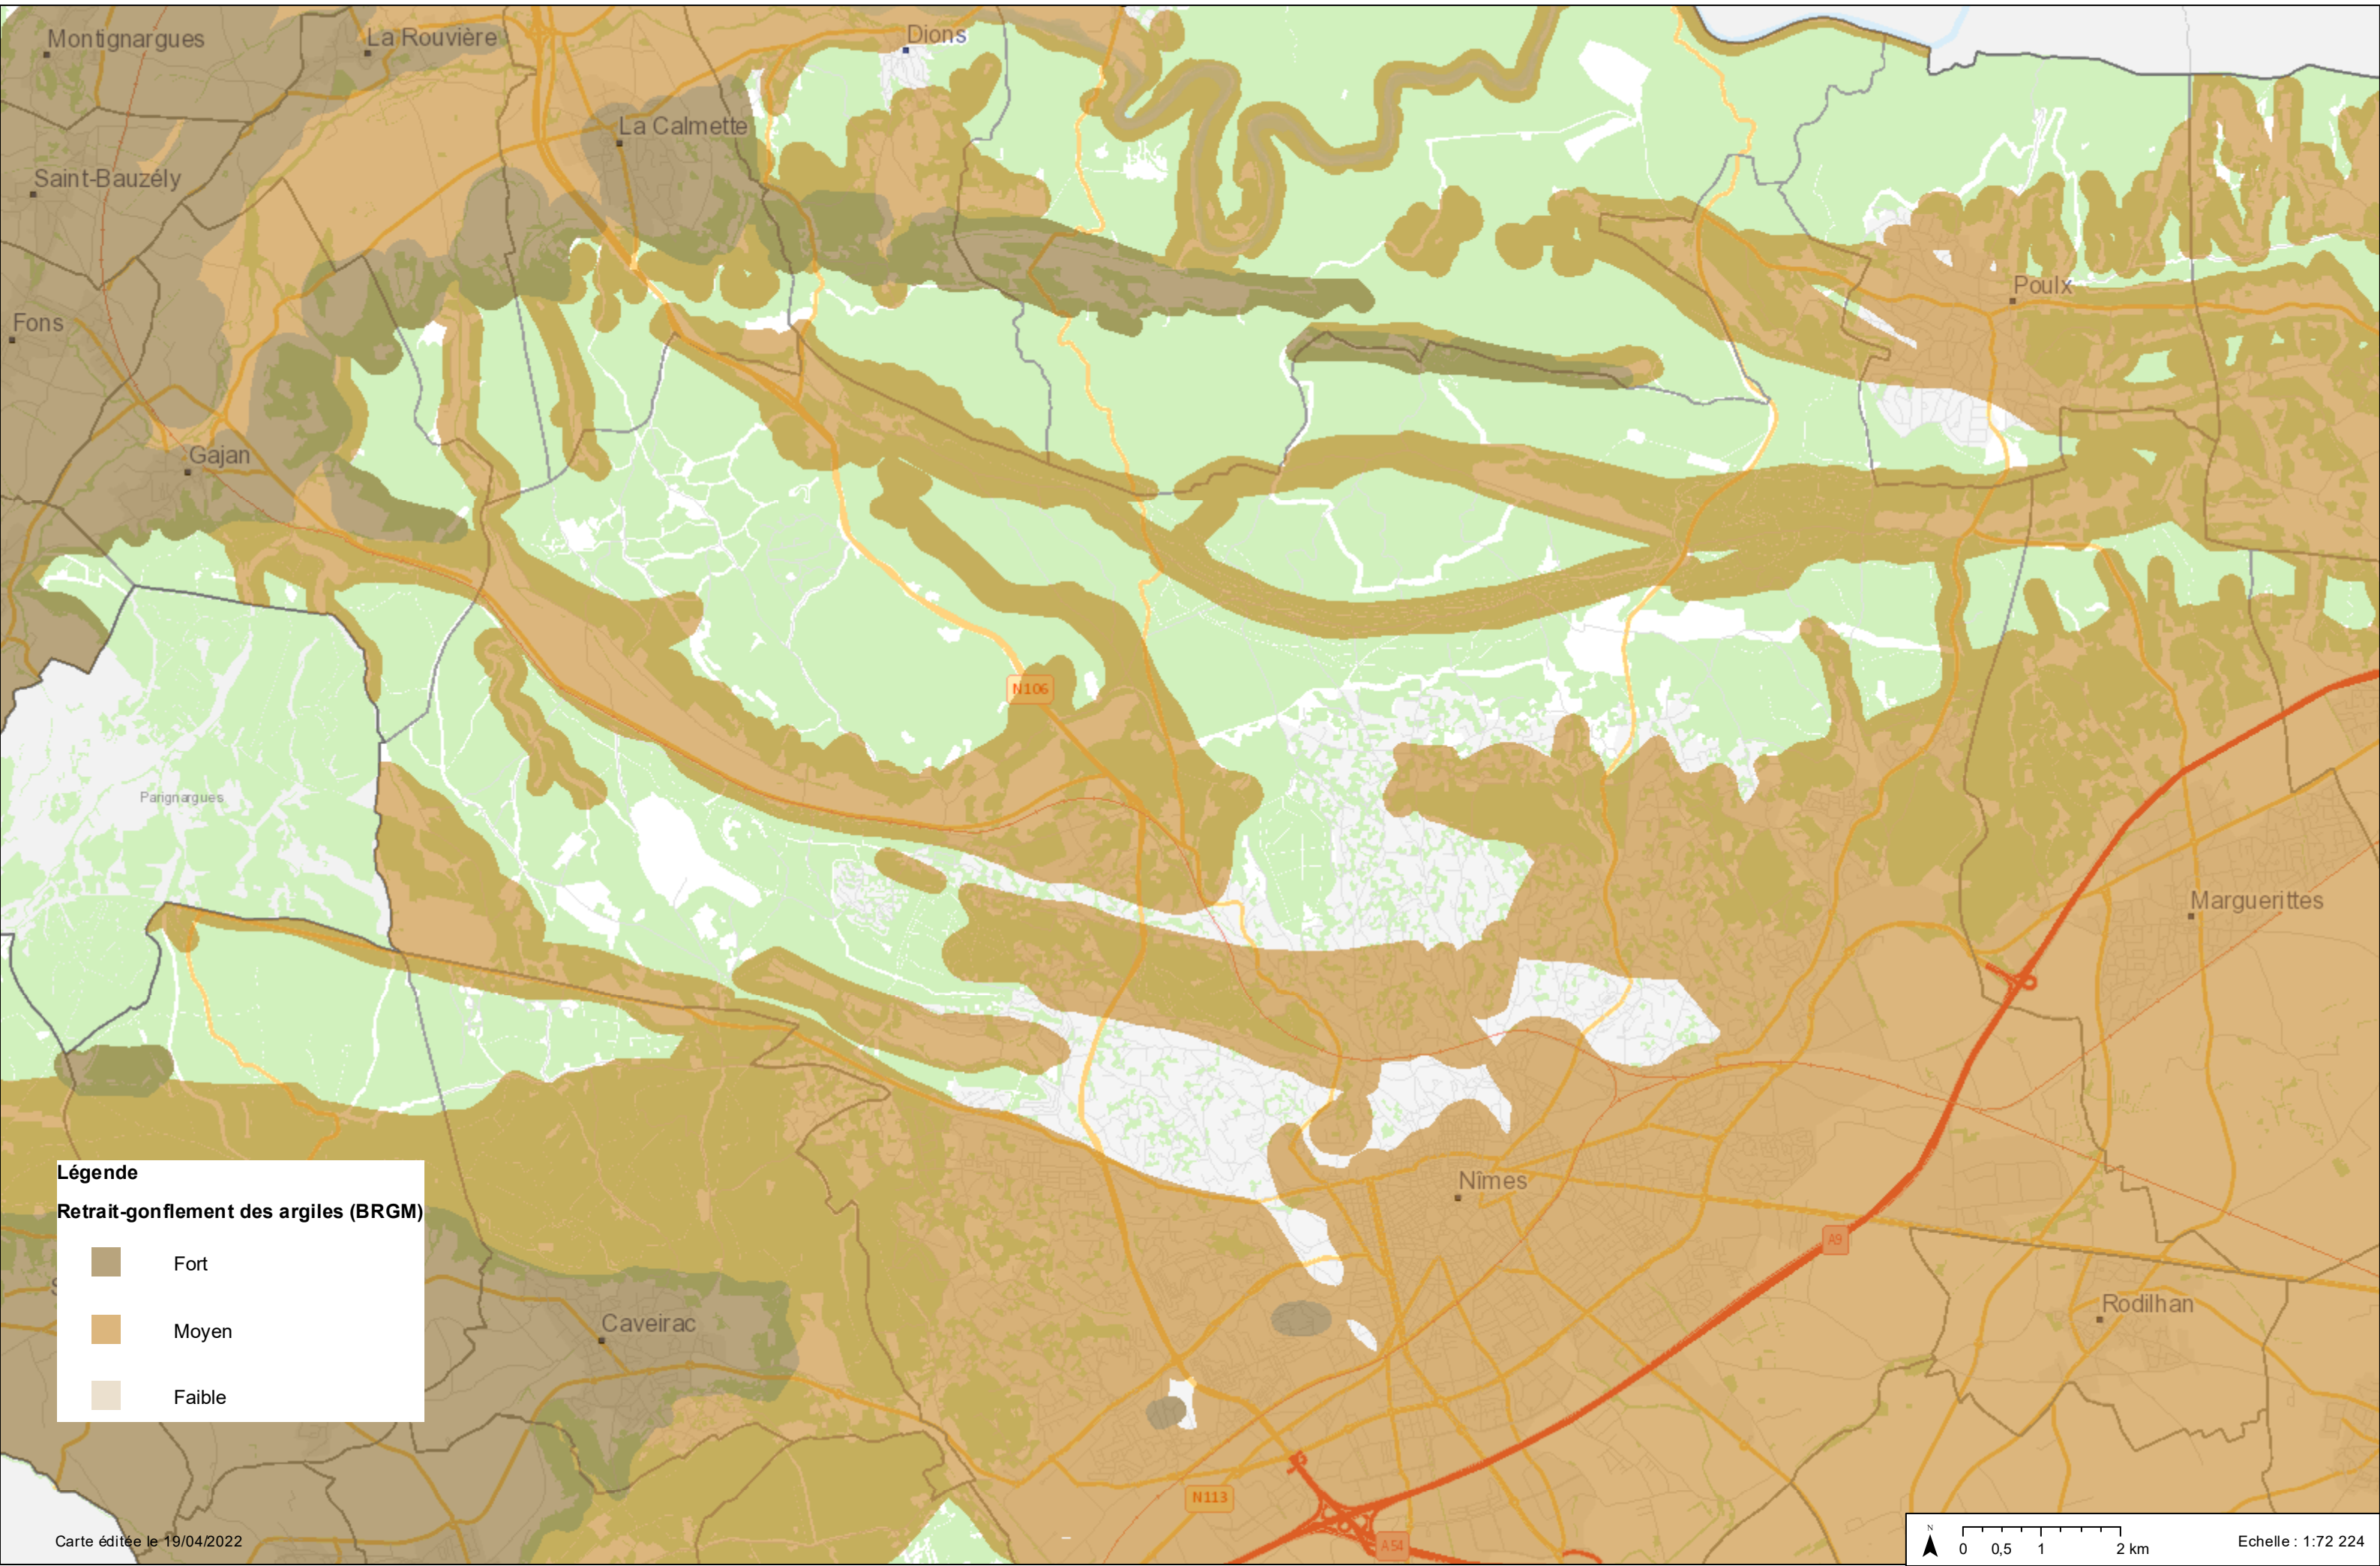 Montignargues
La Rouvière
Dions
La Calmette
Saint-Bauzély
Poulx
Fons
Gajan
N106
Parignargues
Marguerittes
Légende
Nîmes
Retrait-gonflement des argiles (BRGM)
A9
Fort
Rodilhan
Caveirac
Moyen
Faible
N113
Carte éditée le 19/04/2022
A54
N
0 0,5 1 2 km
Echelle : 1:72 224